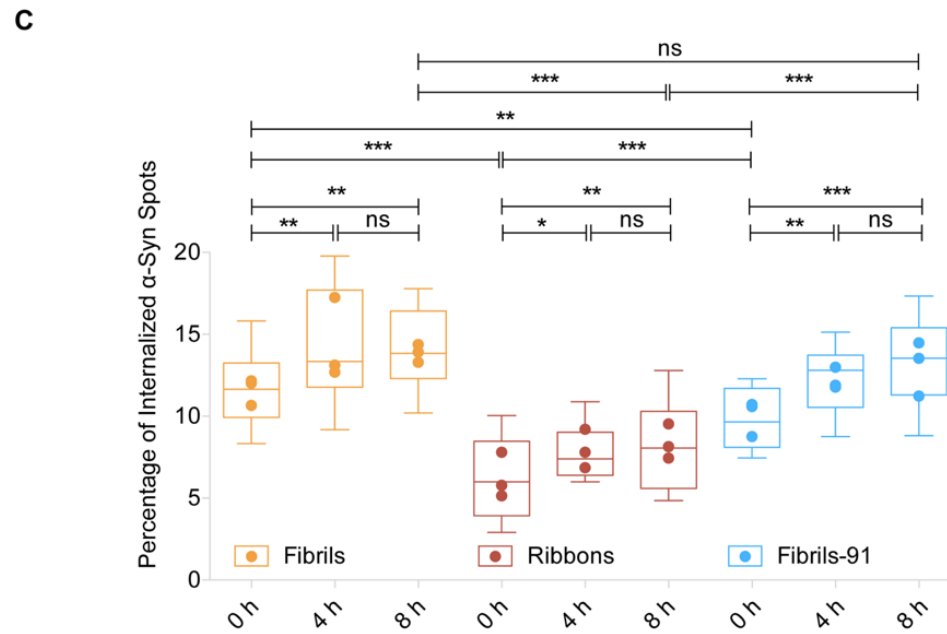 C
ns
*** ***
**
*** ***
** ** ***
** ns * ns ** ns
Percentage of Internalized α-Syn Spots
20
15
10
5
0
Fibrils Ribbons Fibrils-91
0 h 4 h 8 h 0 h 4 h 8 h 0 h 4 h 8 h